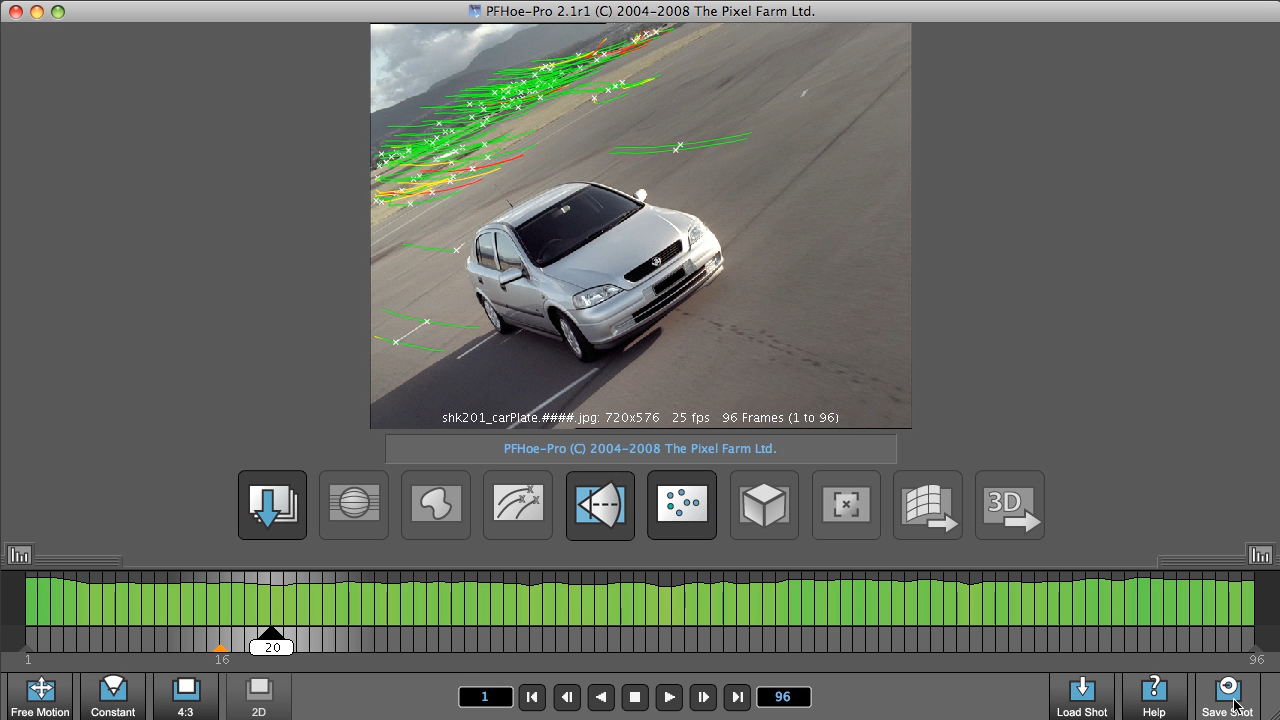 PFHoe-Pro 2.1r1 (C) 2004-2008 The Pixel Farm Ltd.
shk201_carPlate.####.jpg: 720x576 25 fps 96 Frames (1 to 96)
PFHoe-Pro (C) 2004-2008 The Pixel Farm Ltd.
3D
20
1 16 96
Free Motion Constant 4:3 2D 1 96 Load Shot Help Save Shot